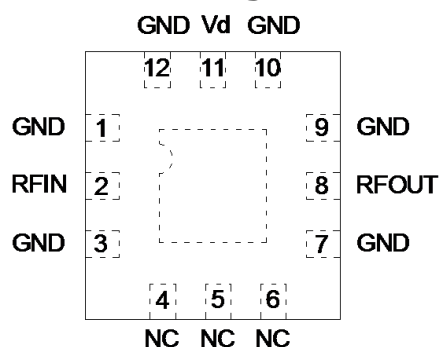 GND Vd GND
12 11 10
GND 1 9 GND
RFIN 2 8 RFOUT
GND 3 7 GND
4 5 6
NC NC NC